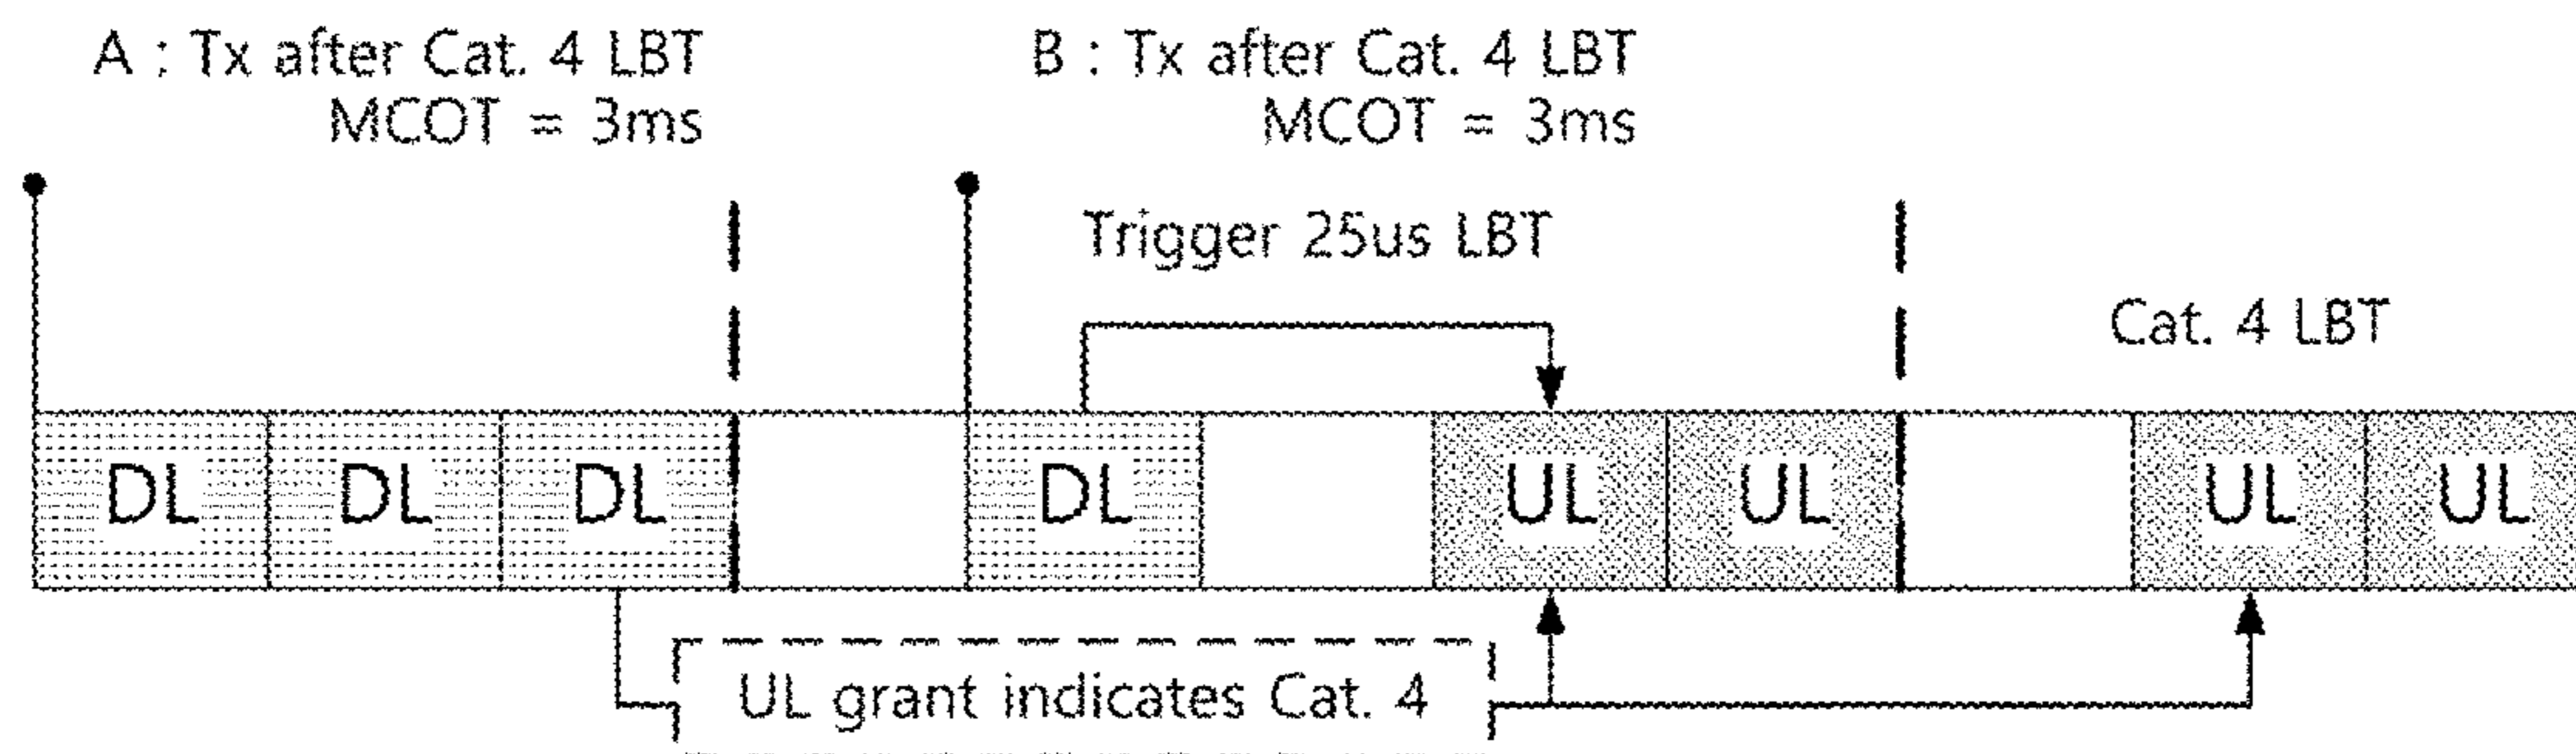 A : Tx after Cat. 4 LBT
MCOT = 3ms
B : Tx after Cat. 4 LBT
MCOT = 3ms
Trigger 25us LBT
Cat. 4 LBT
DL DL DL DL UL UL UL UL
UL grant indicates Cat. 4